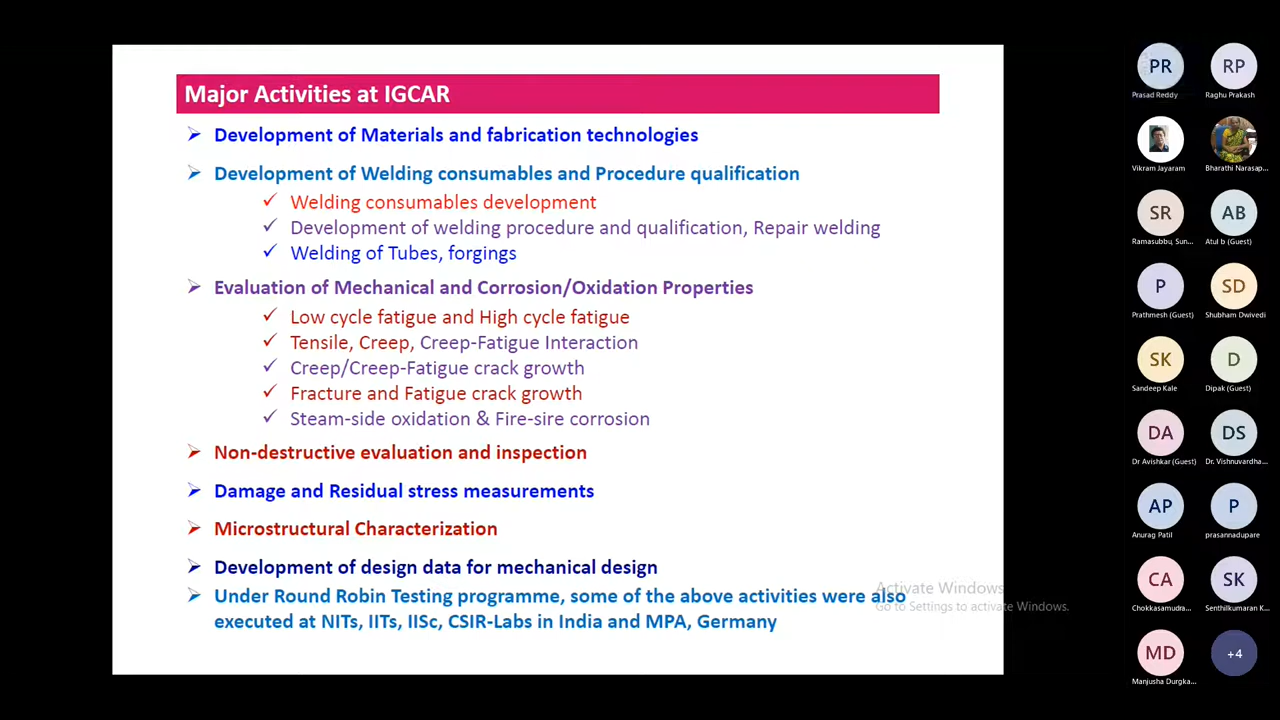 Major Activities at IGCAR
Development of Materials and fabrication technologies
Development of Welding consumables and Procedure qualification
Welding consumables development
Development of welding procedure and qualification, Repair welding
Welding of Tubes, forgings
Evaluation of Mechanical and Corrosion/Oxidation Properties
Low cycle fatigue and High cycle fatigue
Tensile, Creep, Creep-Fatigue Interaction
Creep/Creep-Fatigue crack growth
Fracture and Fatigue crack growth
Steam-side oxidation & Fire-sire corrosion
Non-destructive evaluation and inspection
Damage and Residual stress measurements
Microstructural Characterization
Development of design data for mechanical design
Under Round Robin Testing programme, some of the above activities were also
executed at NITs, IITs, IISc, CSIR-Labs in India and MPA, Germany
Activate Windows
Go to Settings to activate Windows.
PR RP
Prasad Reddy Raghu Prakash
Vikram Jayaram Bharathi Narasap...
SR AB
Ramasubbu, Sun... Atul b (Guest)
P SD
Prathmesh (Guest) Shubham Dwivedi
SK D
Sandeep Kale Dipak (Guest)
DA DS
Dr Avishkar (Guest) Dr. Vishnuvardha...
AP P
Anurag Patil prasannadupare
CA SK
Chokkasamudra... Senthilkumaran K...
MD +4
Manjusha Durgka...